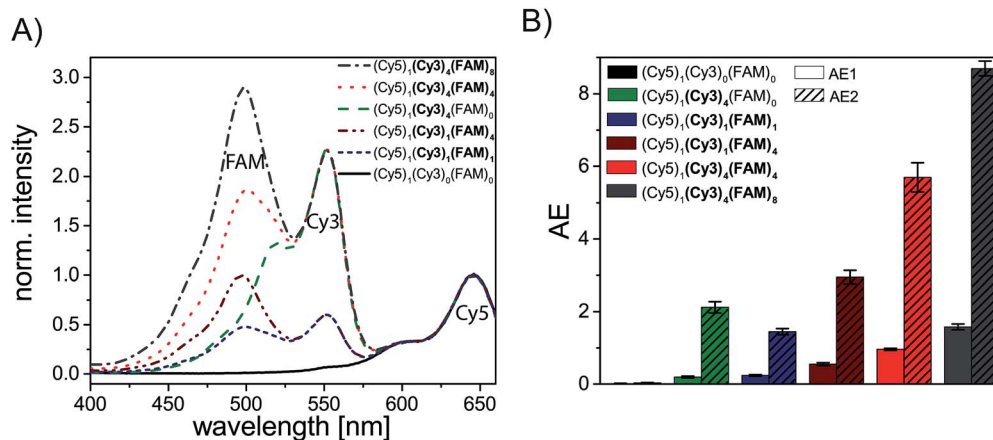 A)
norm. intensity
3.0
2.5
2.0
1.5
1.0
0.5
0.0
400
450
500
550
600
650
wavelength [nm]
(Cy5)₁(Cy3)₄(FAM)₈
(Cy5)₁(Cy3)₄(FAM)₄
(Cy5)₁(Cy3)₄(FAM)₀
(Cy5)₁(Cy3)₁(FAM)₄
(Cy5)₁(Cy3)₁(FAM)₁
(Cy5)₁(Cy3)₀(FAM)₀
FAM
Cy3
Cy5
B)
AE
8
6
4
2
0
(Cy5)₁(Cy3)₀(FAM)₀
(Cy5)₁(Cy3)₄(FAM)₀
(Cy5)₁(Cy3)₁(FAM)₁
(Cy5)₁(Cy3)₁(FAM)₄
(Cy5)₁(Cy3)₄(FAM)₄
(Cy5)₁(Cy3)₄(FAM)₈
AE1
AE2